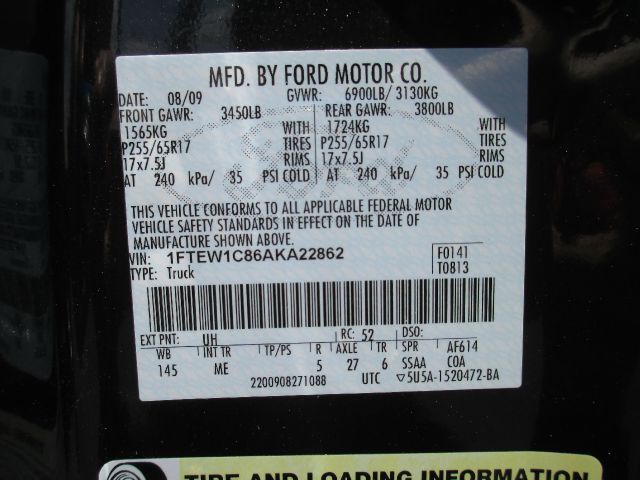 MFD. BY FORD MOTOR CO.
DATE: 08/09 GVWR: 6900LB/ 3130KG
FRONT GAWR: 3450LB REAR GAWR: 3800LB
1565KG WITH 1724KG WITH
P255/65R17 TIRES P255/65R17 TIRES
17x7.5J RIMS 17x7.5J RIMS
AT 240 kPa/ 35 PSI COLD AT 240 kPa/ 35 PSI COLD
THIS VEHICLE CONFORMS TO ALL APPLICABLE FEDERAL MOTOR
VEHICLE SAFETY STANDARDS IN EFFECT ON THE DATE OF
MANUFACTURE SHOWN ABOVE.
VIN: 1FTEW1C86AKA22862 F0141
TYPE: Truck T0813
EXT PNT: UH RC: 52 DSO:
WB INT TR TP/PS R AXLE TR SPR AF614
145 ME 5 27 6 SSAA COA
2200908271088 UTC ▽5U5A-1520472-BA
TIRE AND LOADING INFORMATION